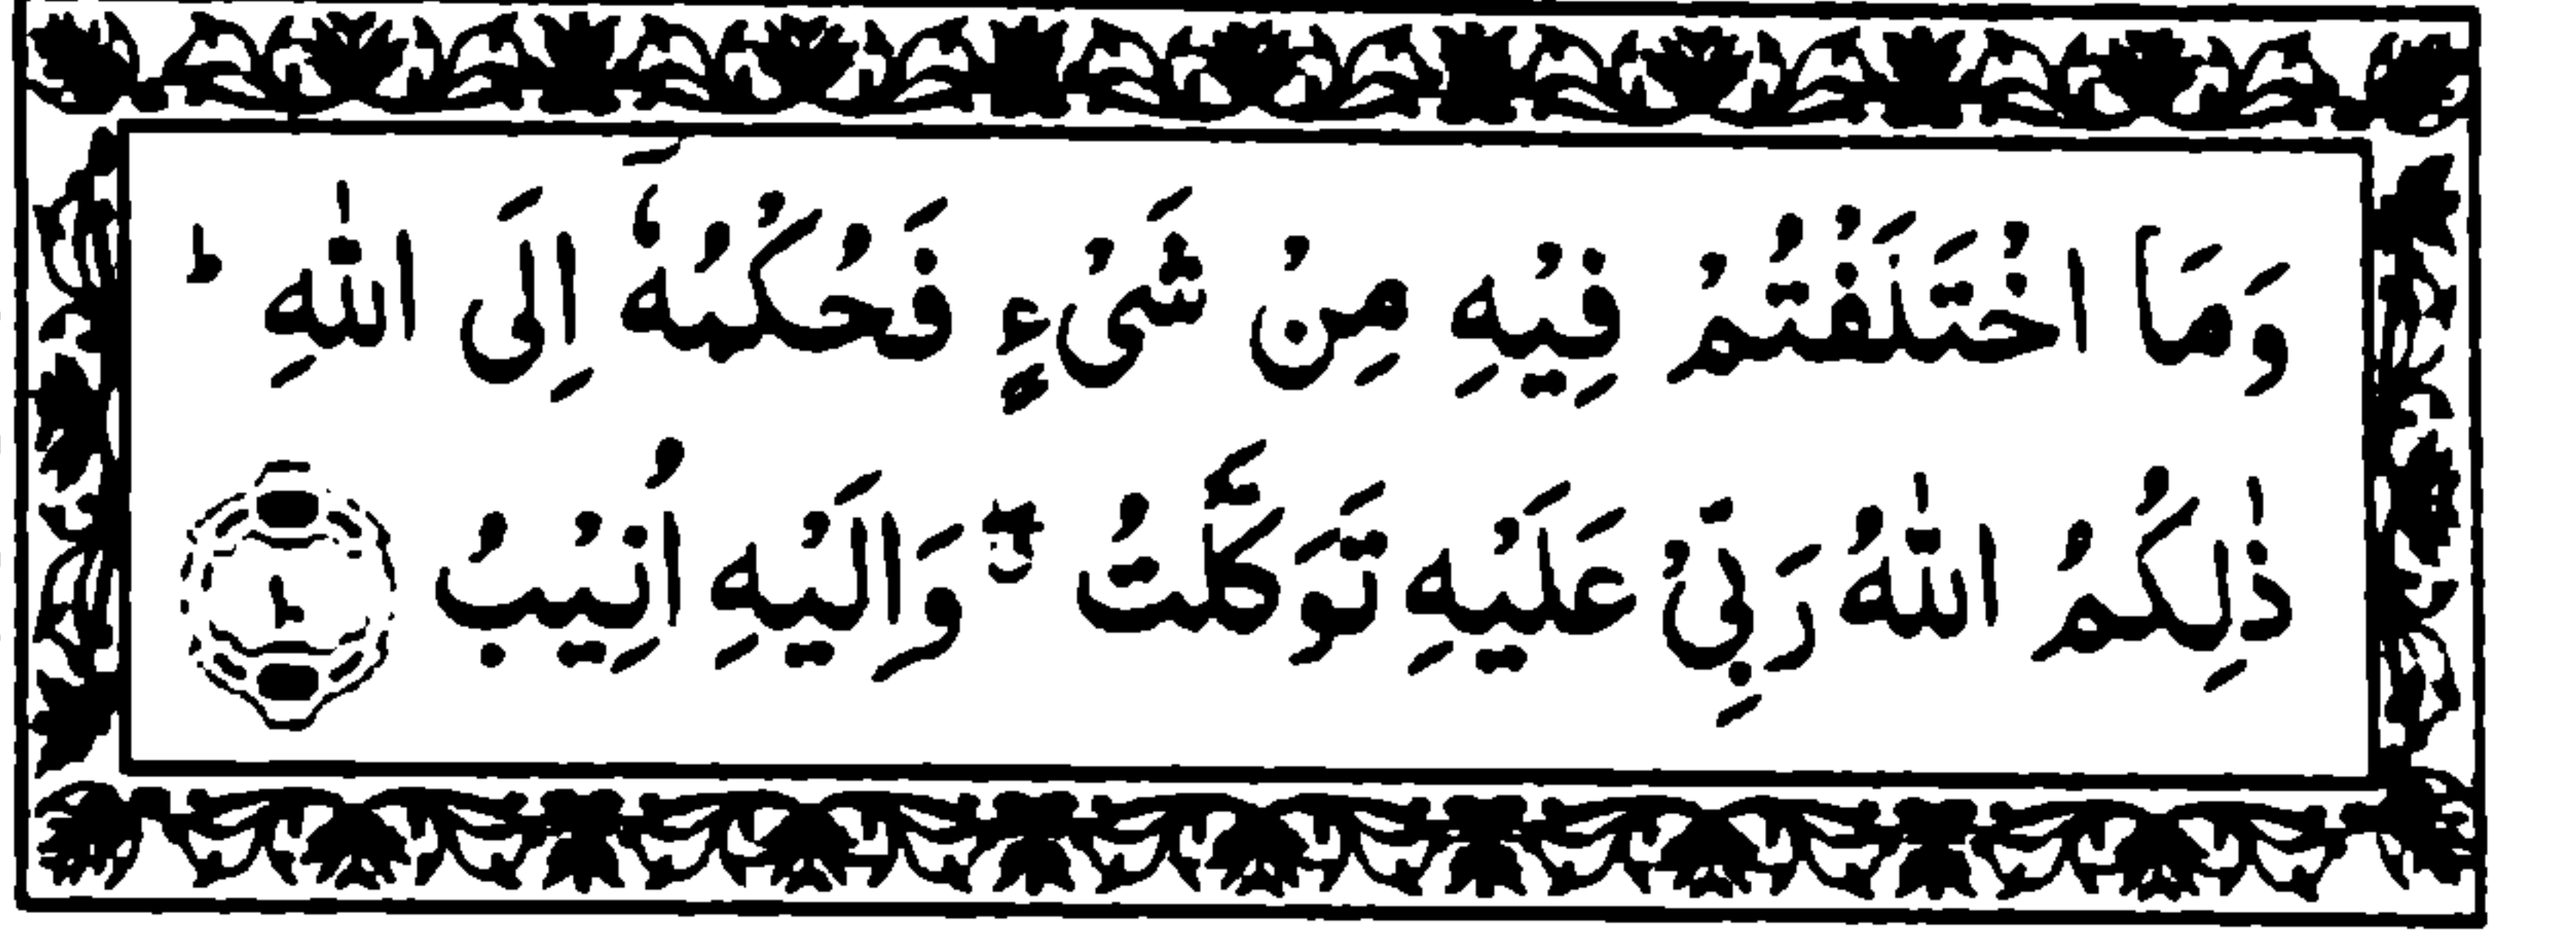 وَمَا اخْتَلَفْتُمْ فِيْهِ مِنْ شَىْءٍ فَحُكْمُهٗۤ اِلَى اللّٰهِ ؕ
ذٰلِكُمُ اللّٰهُ رَبِّىْ عَلَيْهِ تَوَكَّلْتُ ۖۗ وَاِلَيْهِ اُنِيْبُ